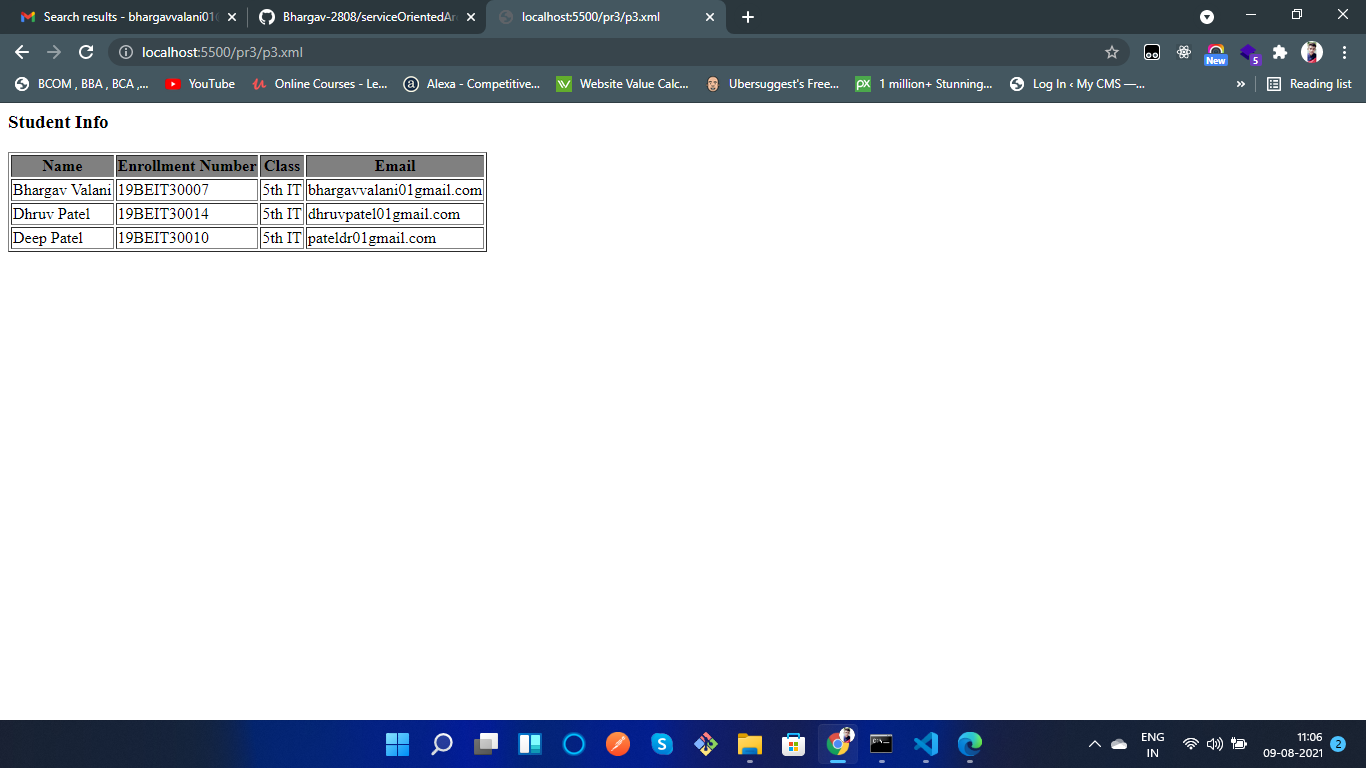 Search results - bhargavvalani01
Bhargav-2808/serviceOrientedAr
localhost:5500/pr3/p3.xml
localhost:5500/pr3/p3.xml
New
5
BCOM , BBA , BCA ,...
YouTube
Online Courses - Le...
Alexa - Competitive...
Website Value Calc...
Ubersuggest's Free...
1 million+ Stunning...
Log In ‹ My CMS —...
»
Reading list
Student Info
Name Enrollment Number Class Email
Bhargav Valani 19BEIT30007 5th IT bhargavvalani01gmail.com
Dhruv Patel 19BEIT30014 5th IT dhruvpatel01gmail.com
Deep Patel 19BEIT30010 5th IT pateldr01gmail.com
ENG
IN
11:06
09-08-2021
2